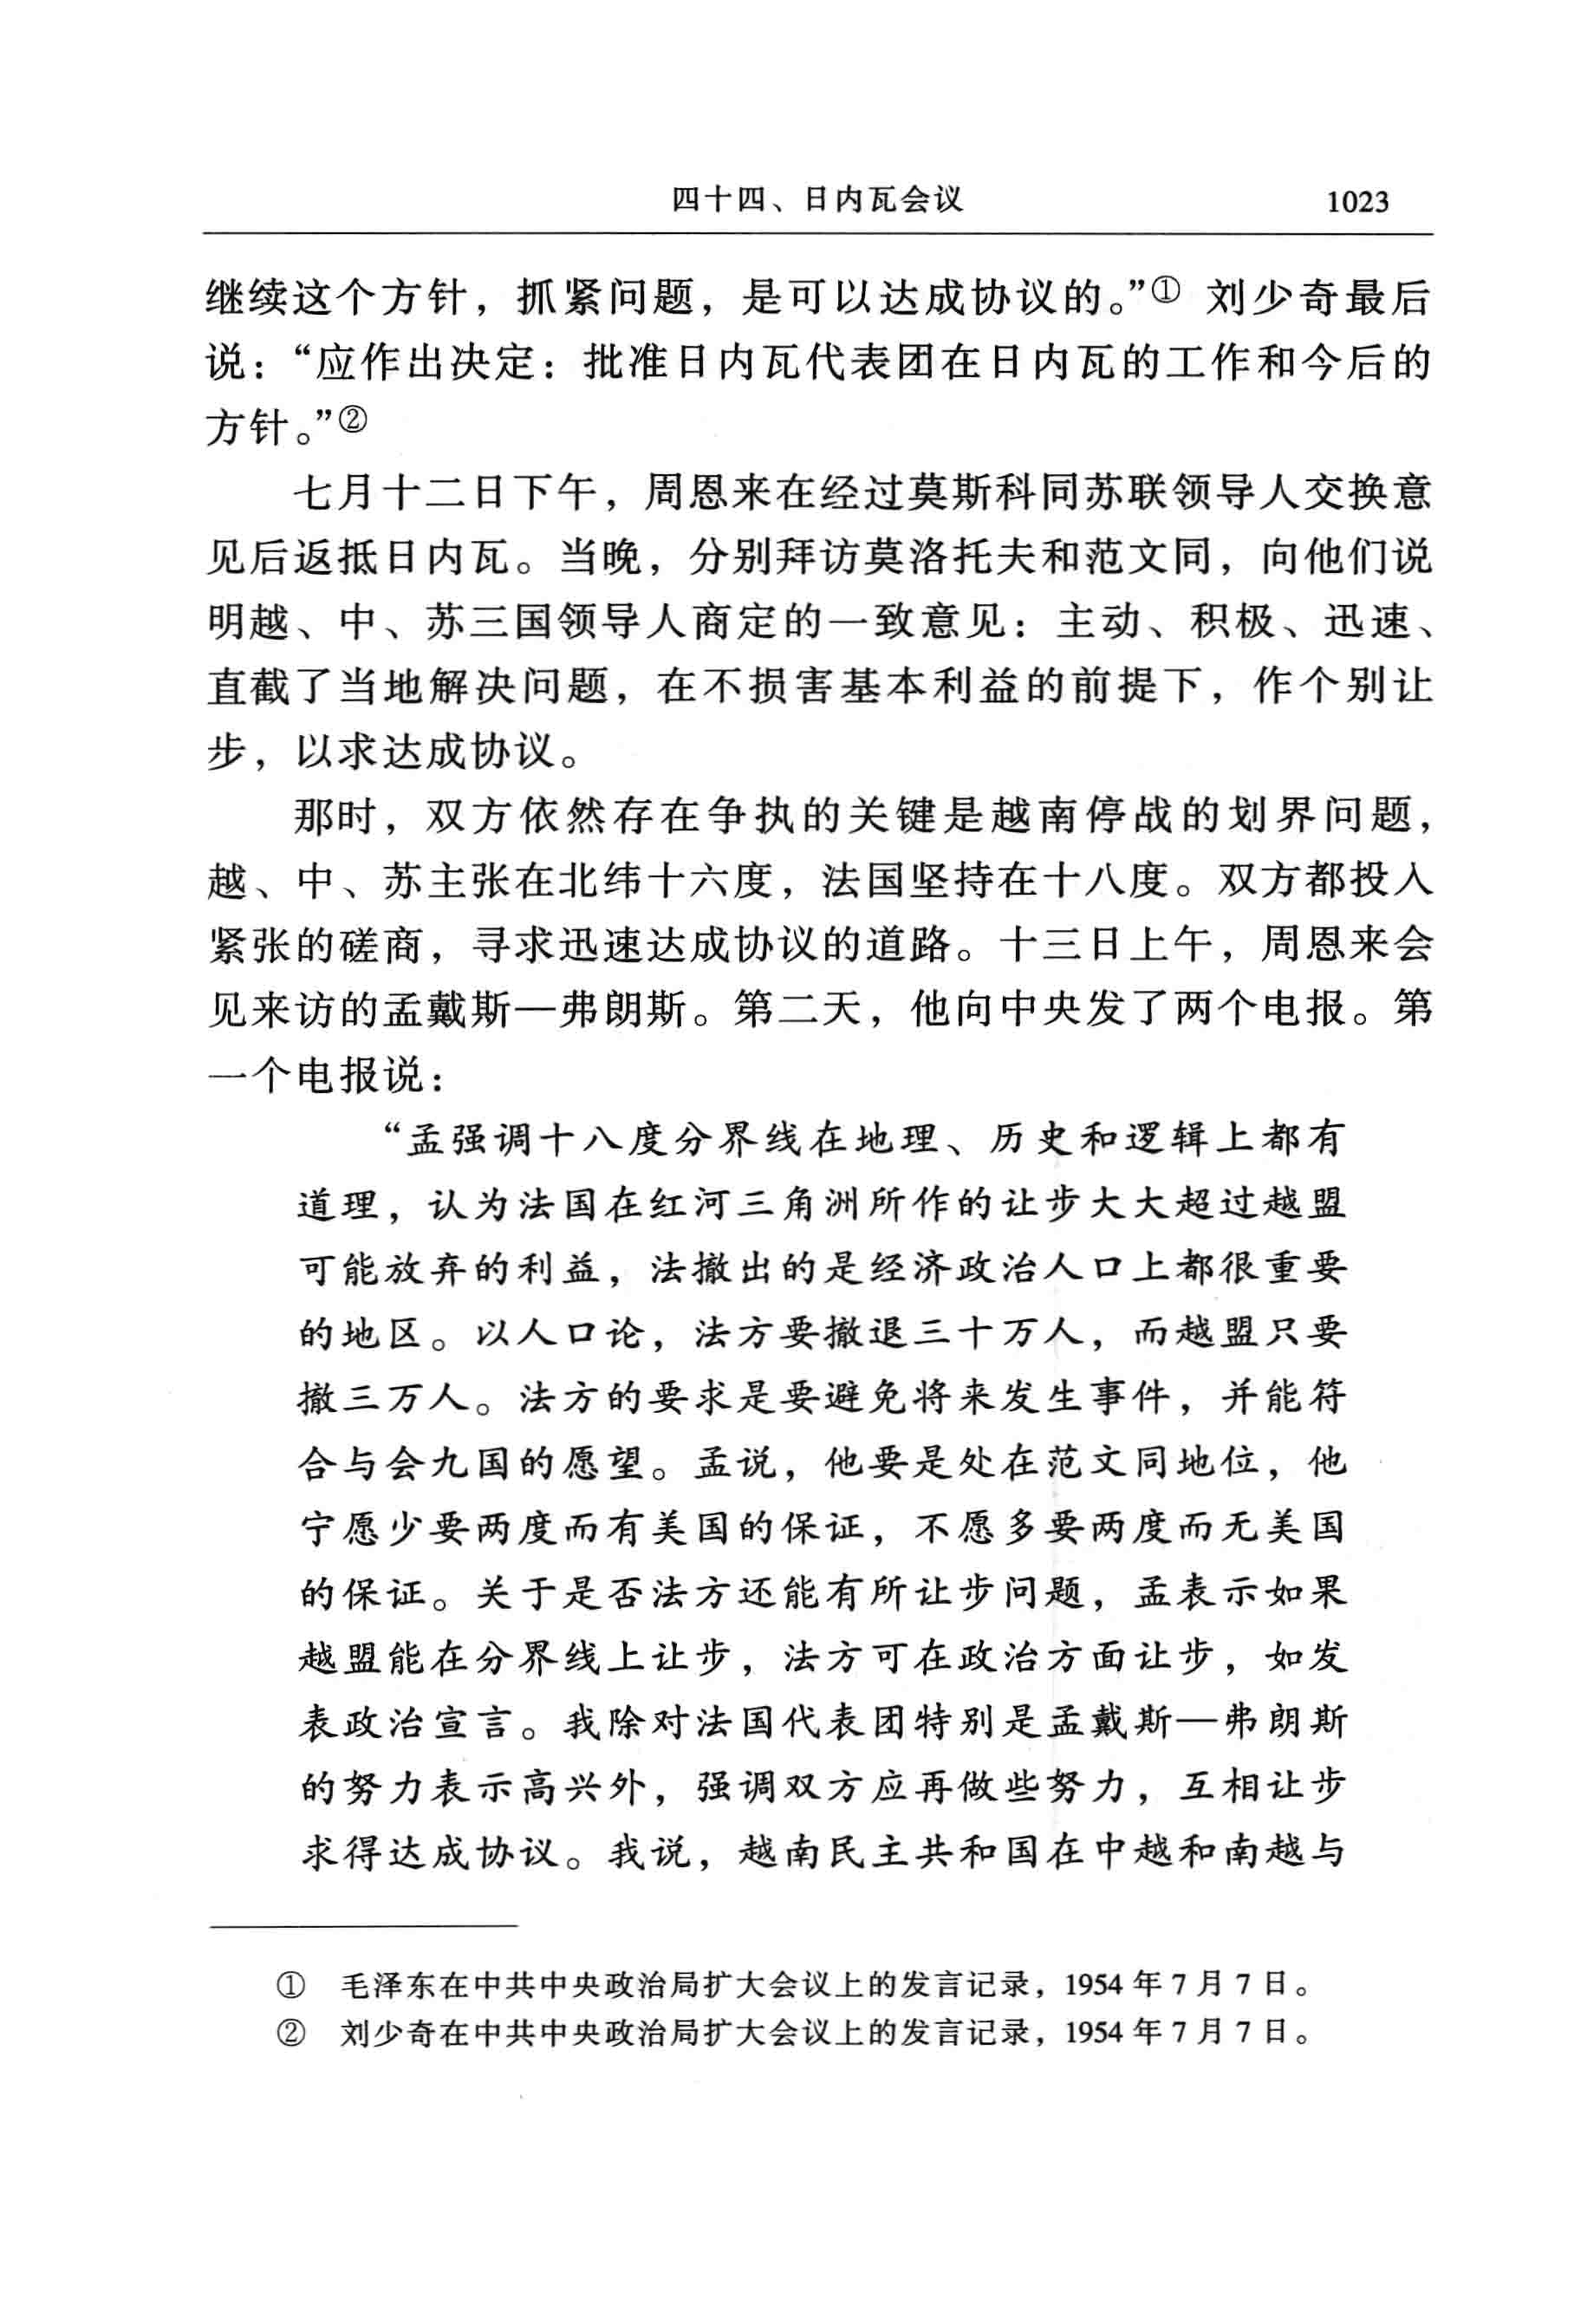 四十四、日内瓦会议 1023
继续这个方针，抓紧问题，是可以达成协议的。”① 刘少奇最后
说：“应作出决定：批准日内瓦代表团在日内瓦的工作和今后的
方针。”②
七月十二日下午，周恩来在经过莫斯科同苏联领导人交换意
见后返抵日内瓦。当晚，分别拜访莫洛托夫和范文同，向他们说
明越、中、苏三国领导人商定的一致意见：主动、积极、迅速、
直截了当地解决问题，在不损害基本利益的前提下，作个别让
步，以求达成协议。
那时，双方依然存在争执的关键是越南停战的划界问题，
越、中、苏主张在北纬十六度，法国坚持在十八度。双方都投入
紧张的磋商，寻求迅速达成协议的道路。十三日上午，周恩来会
见来访的孟戴斯—弗朗斯。第二天，他向中央发了两个电报。第
一个电报说：
“孟强调十八度分界线在地理、历史和逻辑上都有
道理，认为法国在红河三角洲所作的让步大大超过越盟
可能放弃的利益，法撤出的是经济政治人口上都很重要
的地区。以人口论，法方要撤退三十万人，而越盟只要
撤三万人。法方的要求是要避免将来发生事件，并能符
合与会九国的愿望。孟说，他要是处在范文同地位，他
宁愿少要两度而有美国的保证，不愿多要两度而无美国
的保证。关于是否法方还能有所让步问题，孟表示如果
越盟能在分界线上让步，法方可在政治方面让步，如发
表政治宣言。我除对法国代表团特别是孟戴斯—弗朗斯
的努力表示高兴外，强调双方应再做些努力，互相让步
求得达成协议。我说，越南民主共和国在中越和南越与
① 毛泽东在中共中央政治局扩大会议上的发言记录，1954 年 7 月 7 日。
② 刘少奇在中共中央政治局扩大会议上的发言记录，1954 年 7 月 7 日。